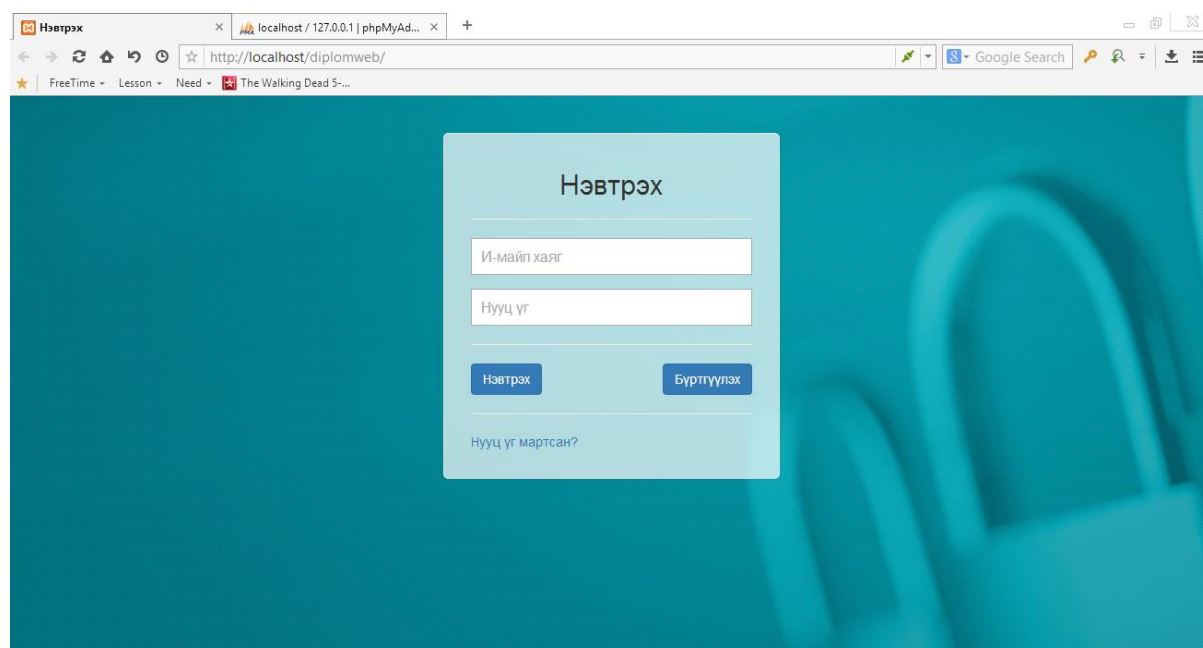 Нэвтрэх
localhost / 127.0.0.1 | phpMyAd...
http://localhost/diplomweb/
Google Search
FreeTime Lesson Need The Walking Dead 5-...
Нэвтрэх
И-майл хаяг
Нууц үг
Нэвтрэх Бүртгүүлэх
Нууц үг мартсан?